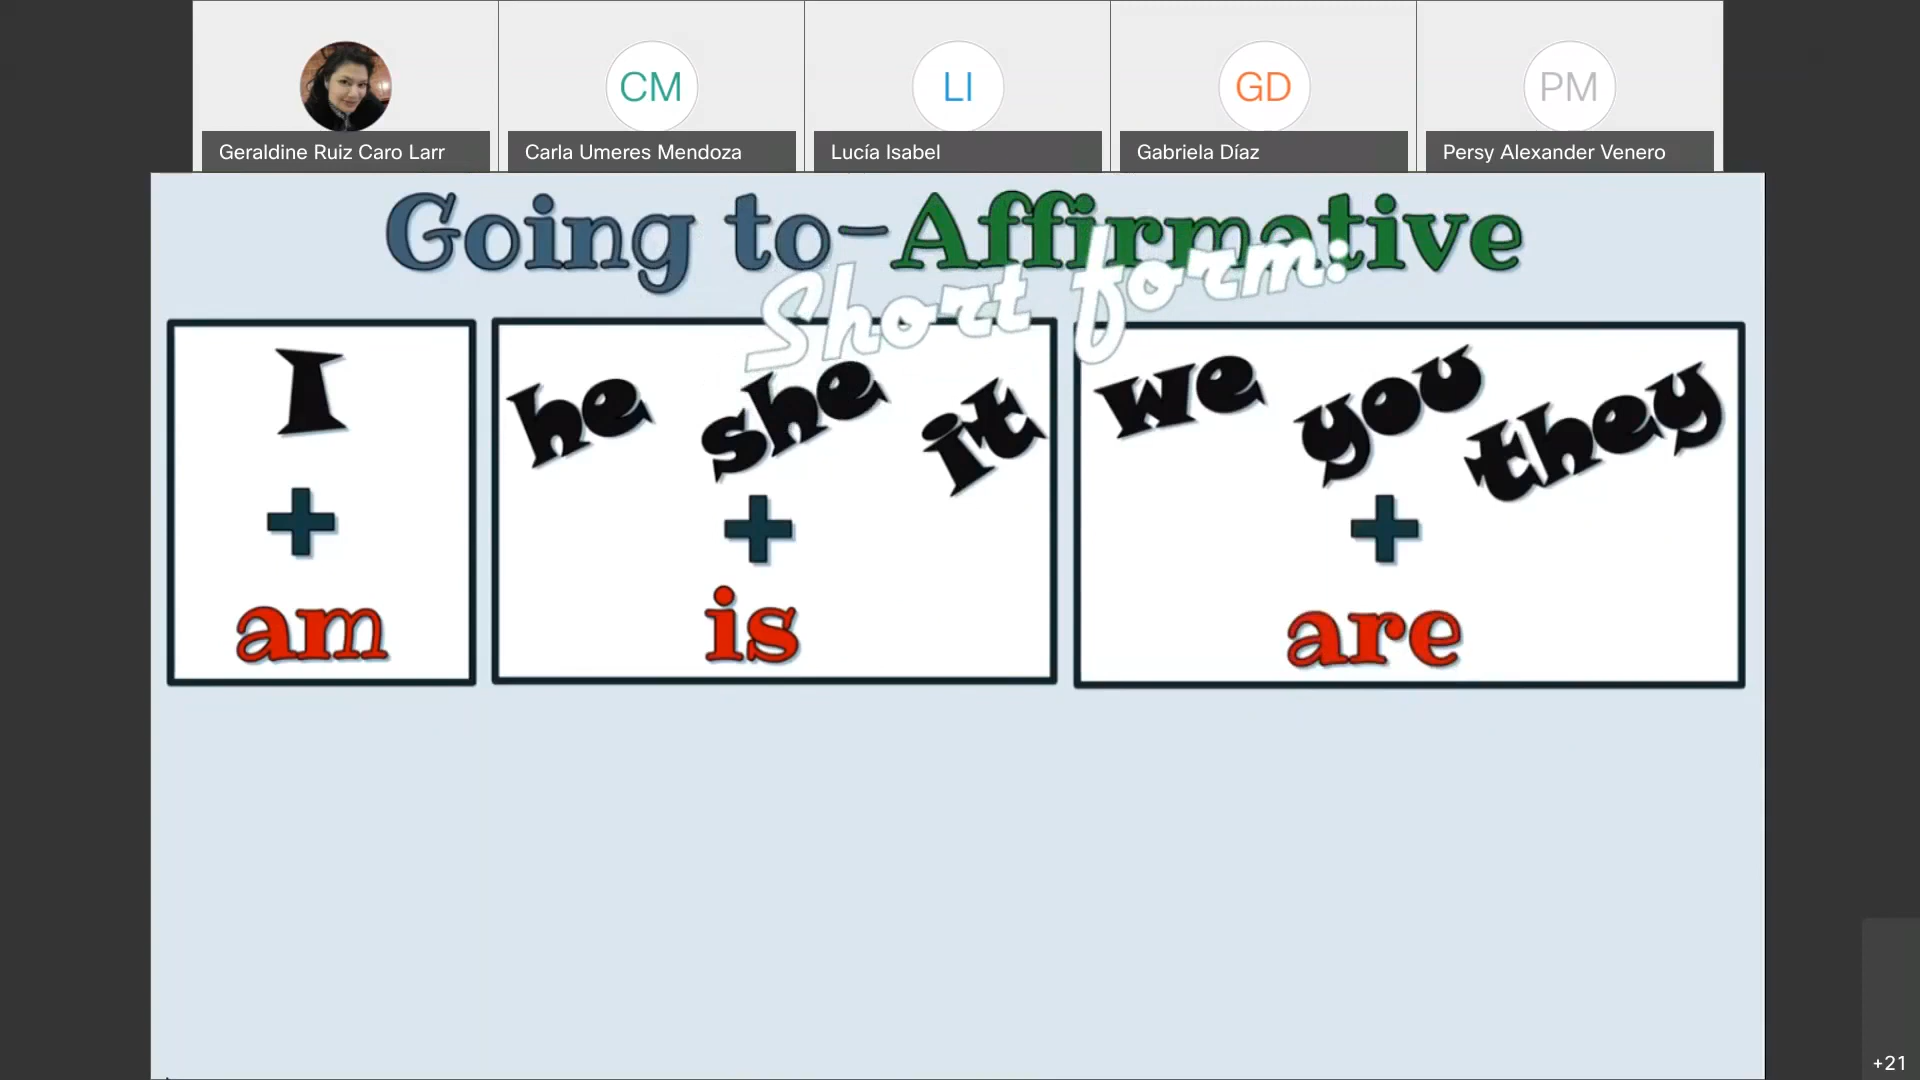 CM
LI
GD
PM
Geraldine Ruiz Caro Larr
Carla Umeres Mendoza
Lucía Isabel
Gabriela Díaz
Persy Alexander Venero
Going to-Affirmative
Short form:
I
+
am
he she it
+
is
we you they
+
are
+21